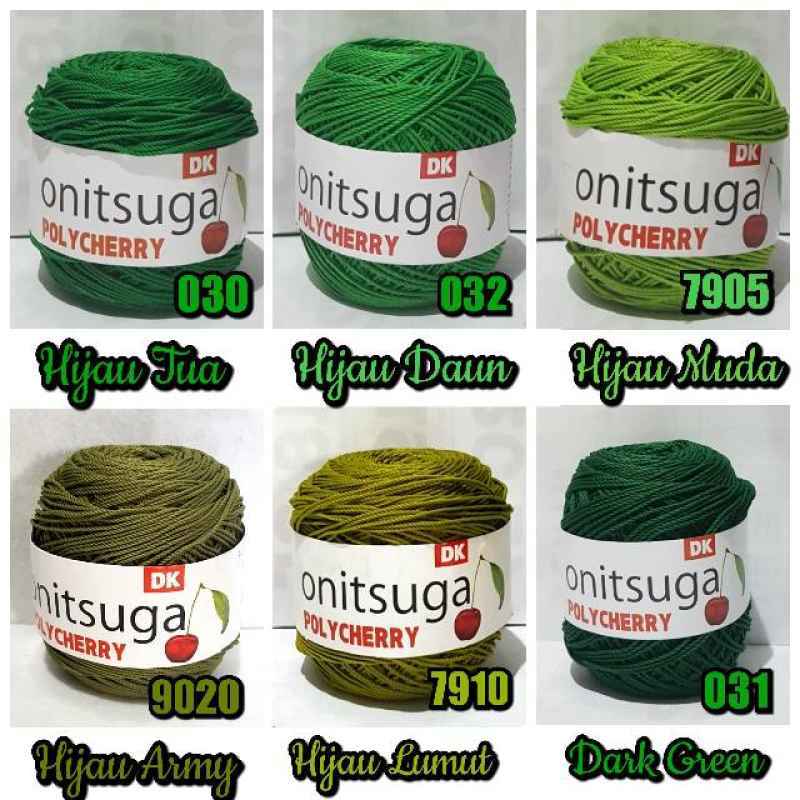 DK
onitsuga
POLYCHERRY
030
Hijau Tua
DK
onitsuga
POLYCHERRY
032
Hijau Daun
DK
onitsuga
POLYCHERRY
7905
Hijau Muda
DK
onitsuga
POLYCHERRY
9020
Hijau Army
DK
onitsuga
POLYCHERRY
7910
Hijau Lumut
DK
onitsuga
POLYCHERRY
031
Dark Green